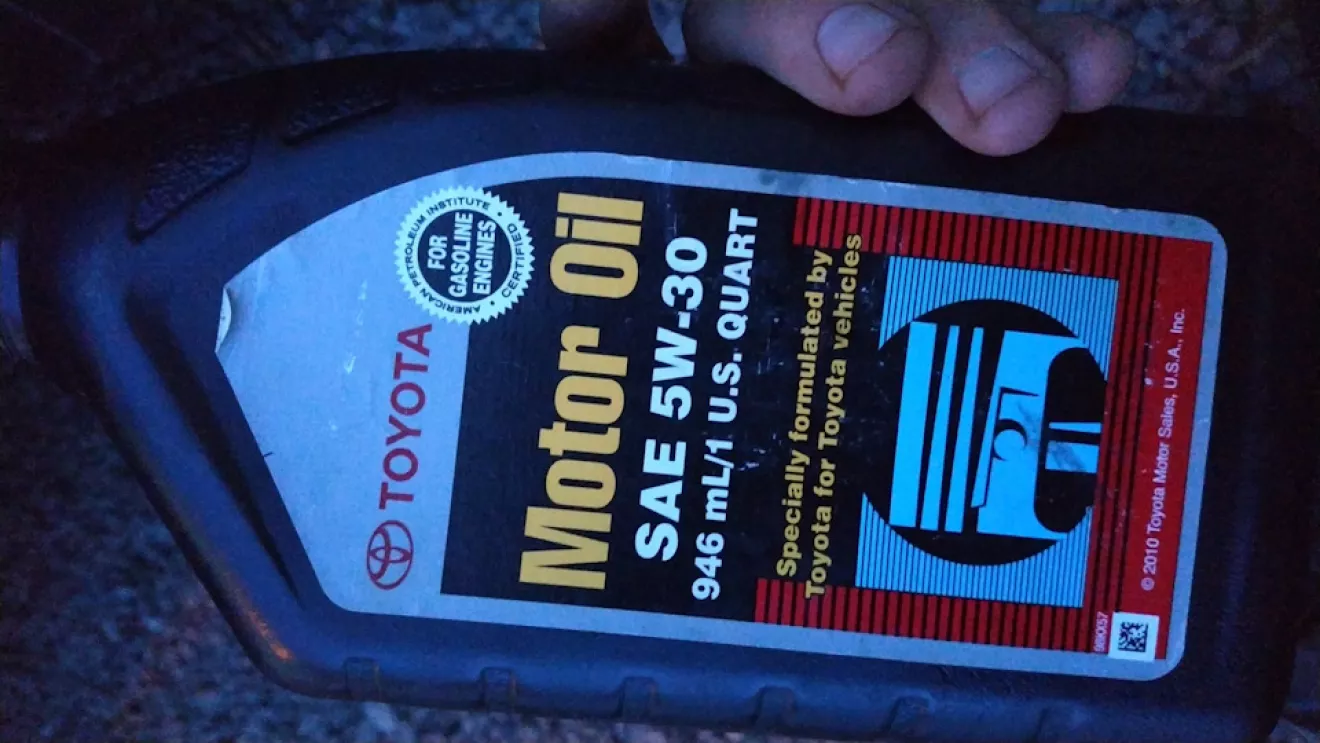 TOYOTA
AMERICAN PETROLEUM INSTITUTE
FOR
GASOLINE
ENGINES
CERTIFIED
Motor Oil
SAE 5W-30
946 mL/1 U.S. QUART
Specially formulated by
Toyota for Toyota vehicles
© 2010 Toyota Motor Sales, U.S.A., Inc.